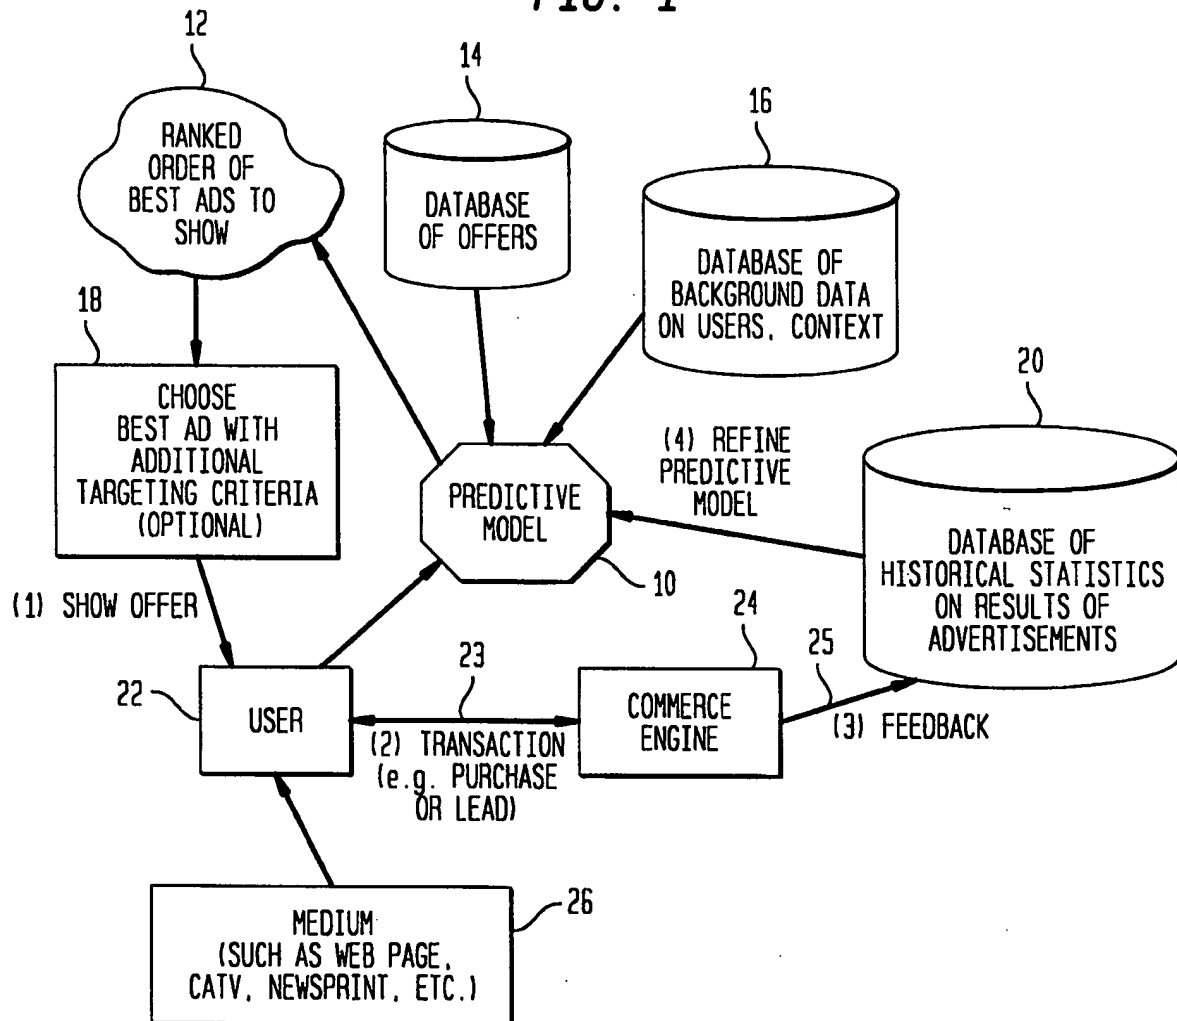 FIG. 1
12
14
16
RANKED
ORDER OF
BEST ADS TO
SHOW
DATABASE
OF OFFERS
DATABASE OF
BACKGROUND DATA
ON USERS, CONTEXT
18
20
CHOOSE
BEST AD WITH
ADDITIONAL
TARGETING CRITERIA
(OPTIONAL)
(4) REFINE
PREDICTIVE
MODEL
PREDICTIVE
MODEL
10
DATABASE OF
HISTORICAL STATISTICS
ON RESULTS OF
ADVERTISEMENTS
(1) SHOW OFFER
22
USER
23
(2) TRANSACTION
(e.g. PURCHASE
OR LEAD)
24
COMMERCE
ENGINE
25
(3) FEEDBACK
MEDIUM
(SUCH AS WEB PAGE,
CATV, NEWSPRINT, ETC.)
26